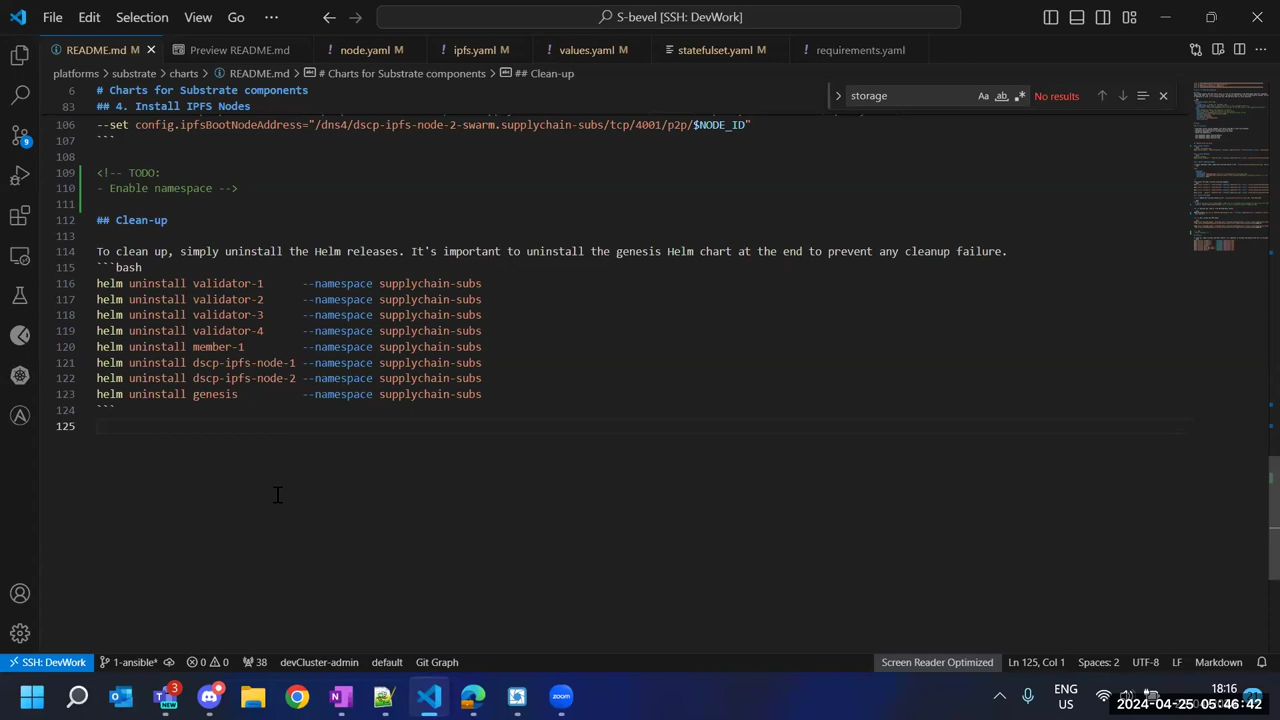 File Edit Selection View Go ··· S-bevel [SSH: DevWork]
README.md M Preview README.md node.yaml M ipfs.yaml M values.yaml M statefulset.yaml M requirements.yaml
platforms > substrate > charts > README.md > # Charts for Substrate components > ## Clean-up
storage Aa ab No results
6 # Charts for Substrate components
83 ## 4. Install IPFS Nodes
106 --set config.ipfsBootNodeAddress="/dns4/dscp-ipfs-node-2-swarm.supplychain-subs/tcp/4001/p2p/$NODE_ID"
107 ```
108
109 <!-- TODO:
110 - Enable namespace -->
111
112 ## Clean-up
113
114 To clean up, simply uninstall the Helm releases. It's important to uninstall the genesis Helm chart at the end to prevent any cleanup failure.
115 ```bash
116 helm uninstall validator-1 --namespace supplychain-subs
117 helm uninstall validator-2 --namespace supplychain-subs
118 helm uninstall validator-3 --namespace supplychain-subs
119 helm uninstall validator-4 --namespace supplychain-subs
120 helm uninstall member-1 --namespace supplychain-subs
121 helm uninstall dscp-ipfs-node-1 --namespace supplychain-subs
122 helm uninstall dscp-ipfs-node-2 --namespace supplychain-subs
123 helm uninstall genesis --namespace supplychain-subs
124 ```
125
9
SSH: DevWork 1-ansible* 0 0 38 devCluster-admin default Git Graph Screen Reader Optimized Ln 125, Col 1 Spaces: 2 UTF-8 LF Markdown
3 NEW zoom ENG US 18:16
2024-04-25 05:46:42